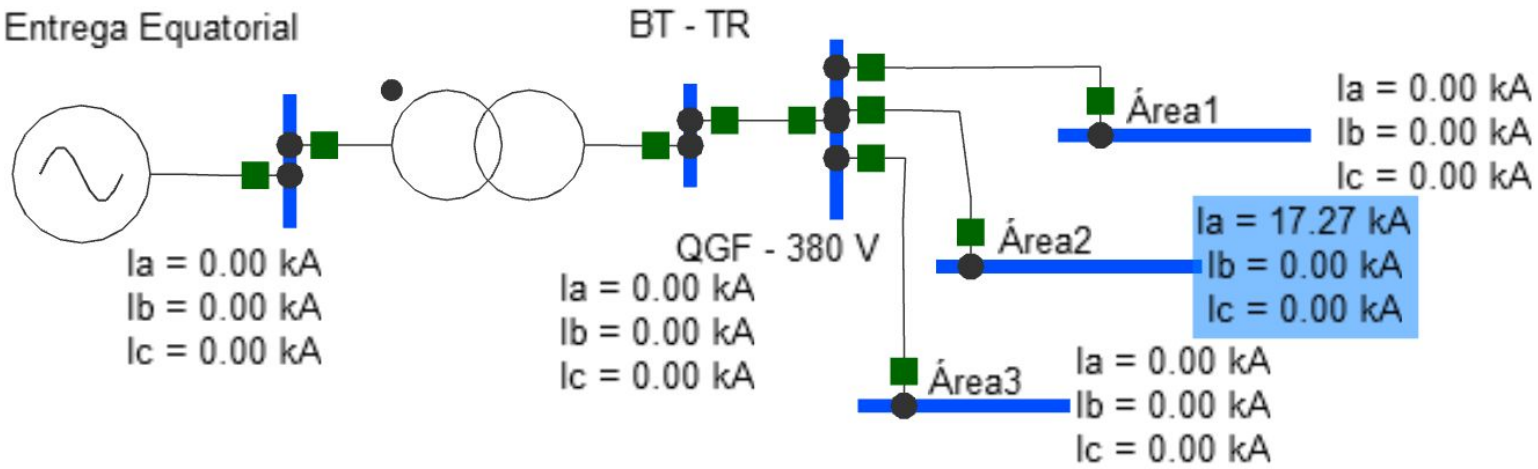 Entrega Equatorial
BT - TR
Ia = 0.00 kA
Ib = 0.00 kA
Ic = 0.00 kA
QGF - 380 V
Ia = 0.00 kA
Ib = 0.00 kA
Ic = 0.00 kA
Área1
Ia = 0.00 kA
Ib = 0.00 kA
Ic = 0.00 kA
Área2
Ia = 17.27 kA
Ib = 0.00 kA
Ic = 0.00 kA
Área3
Ia = 0.00 kA
Ib = 0.00 kA
Ic = 0.00 kA